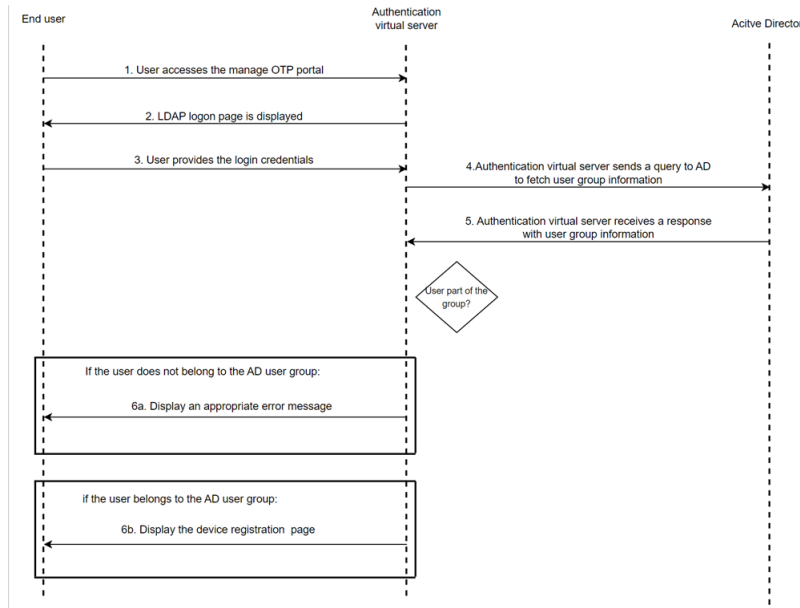 End user
Authentication
virtual server
Acitve Director
1. User accesses the manage OTP portal
2. LDAP logon page is displayed
3. User provides the login credentials
4.Authentication virtual server sends a query to AD
to fetch user group information
5. Authentication virtual server receives a response
with user group information
User part of the
group?
If the user does not belong to the AD user group:
6a. Display an appropriate error message
if the user belongs to the AD user group:
6b. Display the device registration page